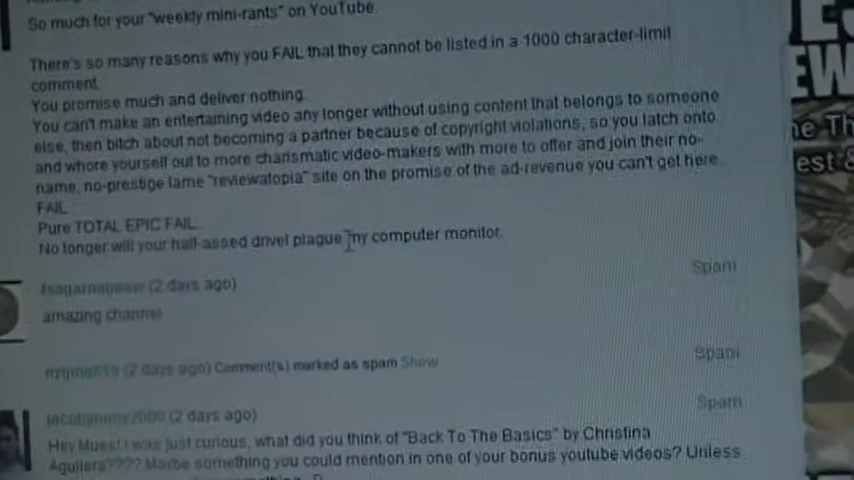 So much for your "weekly mini-rants" on YouTube.
There's so many reasons why you FAIL that they cannot be listed in a 1000 character-limit
comment.
You promise much and deliver nothing.
You can't make an entertaining video any longer without using content that belongs to someone
else, then bitch about not becoming a partner because of copyright violations, so you latch onto
and whore yourself out to more charismatic video-makers with more to offer and join their no-
name, no-prestige lame "reviewatopia" site on the promise of the ad-revenue you can't get here.
FAIL.
Pure TOTAL EPIC FAIL.
No longer will your half-assed drivel plague my computer monitor.
(2 days ago)
Spam
amazing channel
(2 days ago) Comment(s) marked as spam Show
Spam
(2 days ago)
Spam
Hey Mues! I was just curious, what did you think of "Back To The Basics" by Christina
Aguilera???? Maybe something you could mention in one of your bonus youtube videos? Unless
EW
he Th
est &